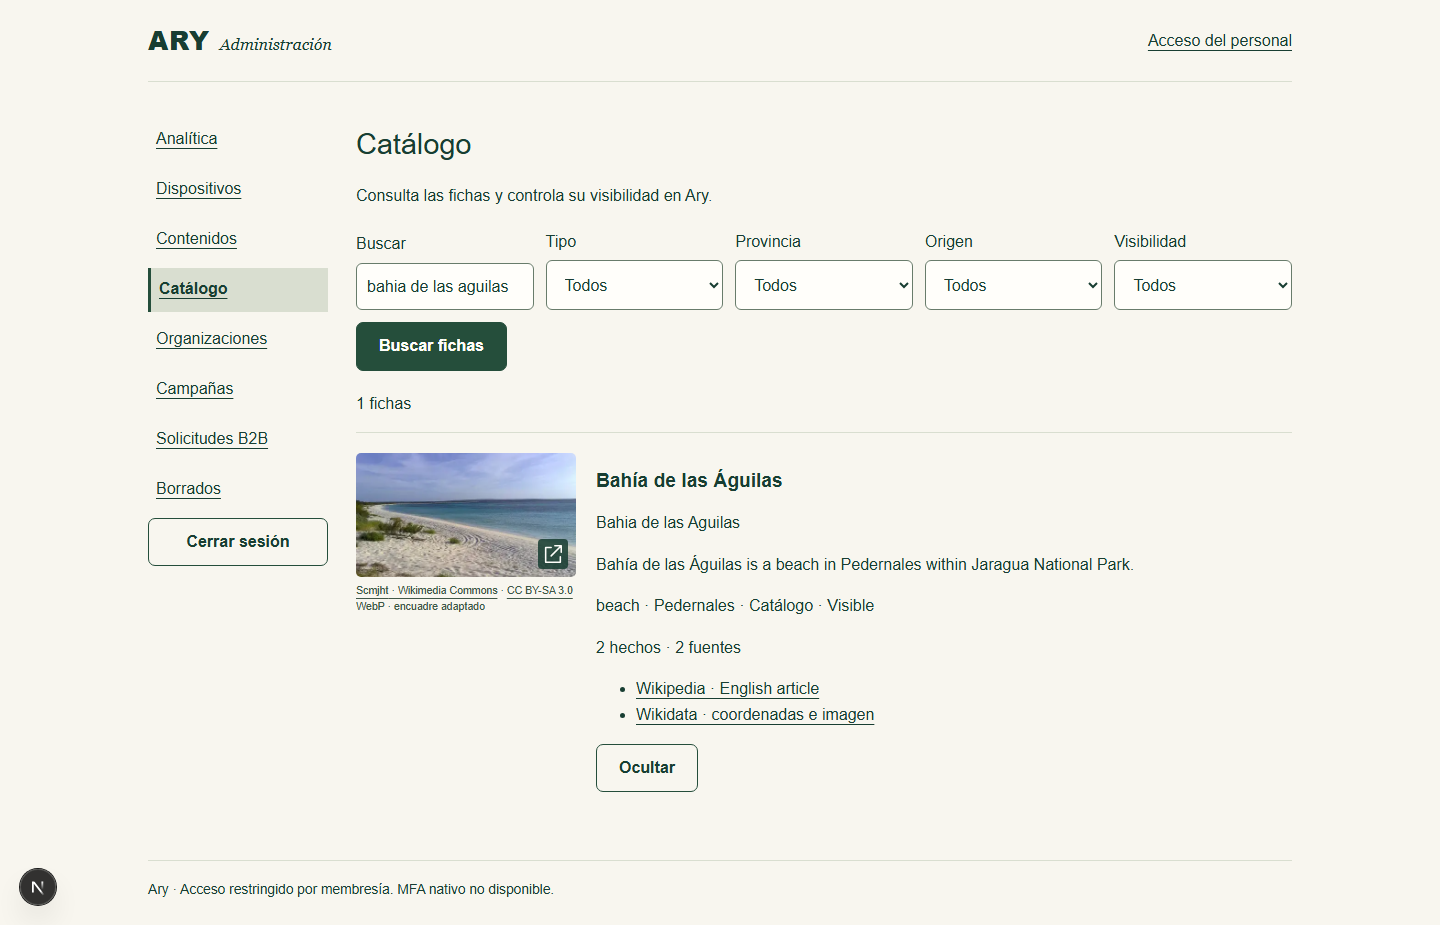 ARY Administración
Acceso del personal
Analítica
Dispositivos
Contenidos
Catálogo
Organizaciones
Campañas
Solicitudes B2B
Borrados
Cerrar sesión
Catálogo
Consulta las fichas y controla su visibilidad en Ary.
Buscar
bahia de las aguilas
Tipo
Todos
Provincia
Todos
Origen
Todos
Visibilidad
Todos
Buscar fichas
1 fichas
Scmjht · Wikimedia Commons · CC BY-SA 3.0
WebP · encuadre adaptado
Bahía de las Águilas
Bahia de las Aguilas
Bahía de las Águilas is a beach in Pedernales within Jaragua National Park.
beach · Pedernales · Catálogo · Visible
2 hechos · 2 fuentes
Wikipedia · English article
Wikidata · coordenadas e imagen
Ocultar
Ary · Acceso restringido por membresía. MFA nativo no disponible.
N